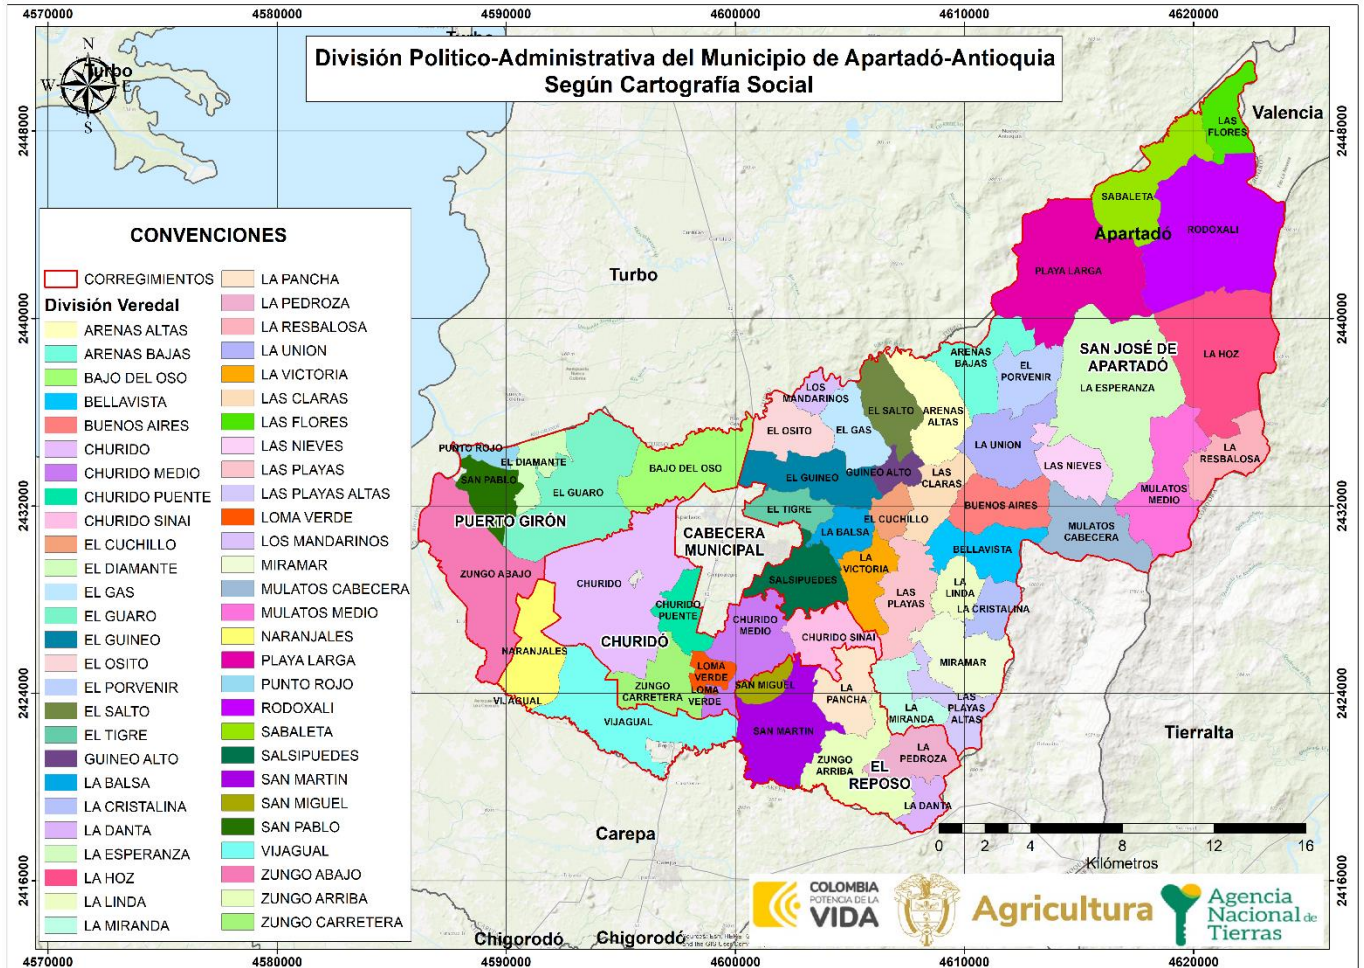 4570000
4580000
4590000
4600000
4610000
4620000
División Politico-Administrativa del Municipio de Apartadó-Antioquia
Según Cartografía Social
N
W
E
S
Turbo
Turbo
Valencia
2448000
2448000
2440000
2440000
2432000
2432000
2424000
2424000
2416000
2416000
CONVENCIONES
CORREGIMIENTOS
División Veredal
ARENAS ALTAS
ARENAS BAJAS
BAJO DEL OSO
BELLAVISTA
BUENOS AIRES
CHURIDO
CHURIDO MEDIO
CHURIDO PUENTE
CHURIDO SINAI
EL CUCHILLO
EL DIAMANTE
EL GAS
EL GUARO
EL GUINEO
EL OSITO
EL PORVENIR
EL SALTO
EL TIGRE
GUINEO ALTO
LA BALSA
LA CRISTALINA
LA DANTA
LA ESPERANZA
LA HOZ
LA LINDA
LA MIRANDA
LA PANCHA
LA PEDROZA
LA RESBALOSA
LA UNION
LA VICTORIA
LAS CLARAS
LAS FLORES
LAS NIEVES
LAS PLAYAS
LAS PLAYAS ALTAS
LOMA VERDE
LOS MANDARINOS
MIRAMAR
MULATOS CABECERA
MULATOS MEDIO
NARANJALES
PLAYA LARGA
PUNTO ROJO
RODOXALI
SABALETA
SALSIPUEDES
SAN MARTIN
SAN MIGUEL
SAN PABLO
VIJAGUAL
ZUNGO ABAJO
ZUNGO ARRIBA
ZUNGO CARRETERA
LAS
FLORES
SABALETA
Apartadó
RODOXALI
PLAYA LARGA
Turbo
SAN JOSÉ DE
APARTADÓ
LA ESPERANZA
LA HOZ
ARENAS
BAJAS
EL
PORVENIR
LOS
MANDARINOS
EL SALTO
ARENAS
ALTAS
EL OSITO
EL GAS
LA UNION
LAS NIEVES
LA
RESBALOSA
MULATOS
MEDIO
PUNTO ROJO
EL DIAMANTE
SAN PABLO
EL GUARO
BAJO DEL OSO
EL GUINEO
GUINEO ALTO
LAS
CLARAS
BUENOS AIRES
MULATOS
CABECERA
PUERTO GIRÓN
EL TIGRE
EL CUCHILLO
LA BALSA
CABECERA
MUNICIPAL
BELLAVISTA
ZUNGO ABAJO
CHURIDO
SALSIPUEDES
LA
VICTORIA
LAS
PLAYAS
LA
LINDA
LA CRISTALINA
CHURIDO
PUENTE
CHURIDO
MEDIO
CHURIDO SINAI
CHURIDÓ
NARANJALES
MIRAMAR
LOMA
VERDE
LOMA
VERDE
SAN MIGUEL
ZUNGO
CARRETERA
LA
PANCHA
VIJAGUAL
VIJAGUAL
LA
MIRANDA
LAS
PLAYAS
ALTAS
SAN MARTIN
LA
PEDROZA
ZUNGO
ARRIBA
EL
REPOSO
LA DANTA
Tierralta
Carepa
0 2 4 8 12 16
Kilómetros
COLOMBIA
POTENCIA DE LA
VIDA
Agricultura
Agencia
Nacional de
Tierras
Chigorodó
Chigorodó
4570000
4580000
4590000
4600000
4610000
4620000